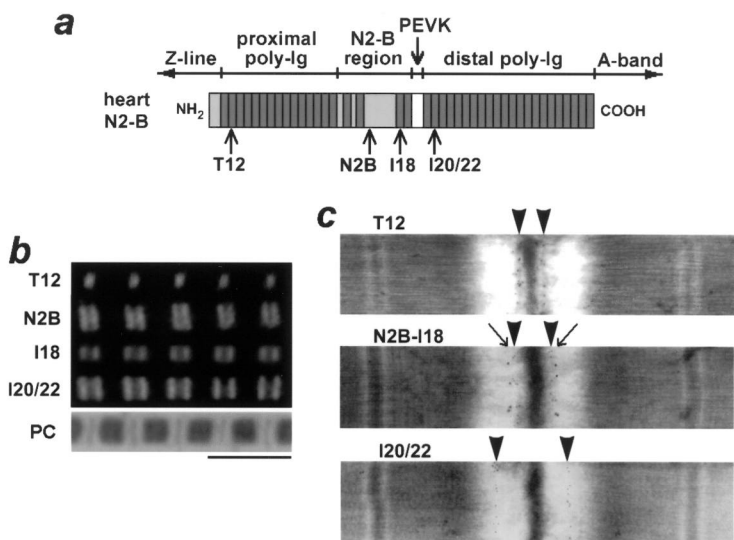 a
PEVK
proximal poly-Ig
N2-B region
Z-line
distal poly-Ig
A-band
heart N2-B
NH2
COOH
T12
N2B
I18
I20/22
b
T12
N2B
I18
I20/22
PC
c
T12
N2B-I18
I20/22